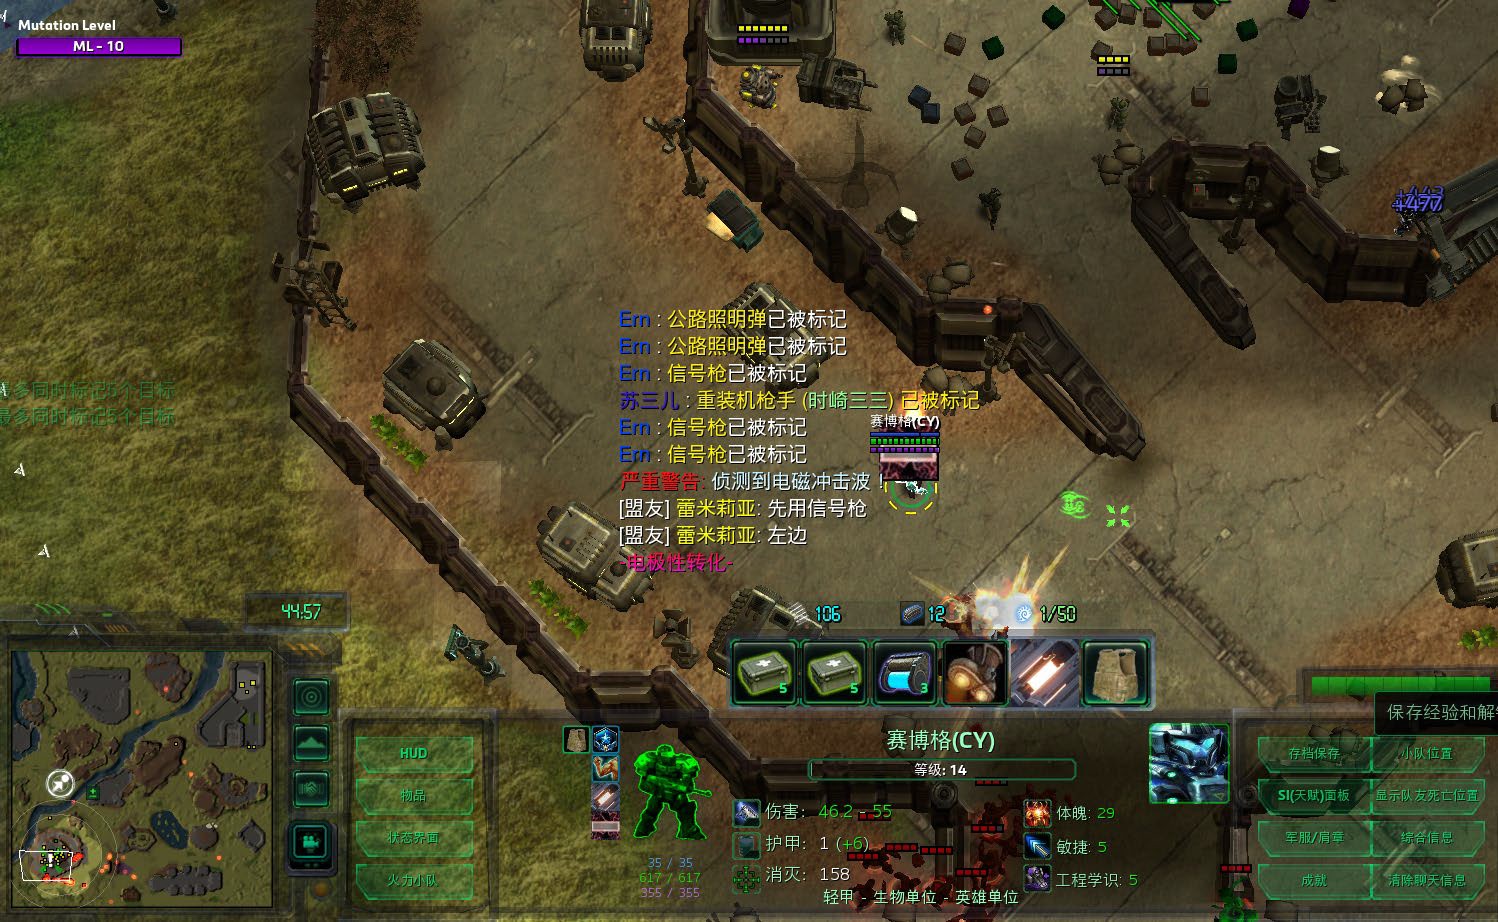 Mutation Level
ML - 10
Em : 公路照明弹已被标记
Em : 公路照明弹已被标记
Em : 信号枪已被标记
最多同时标记5个目标
苏三儿 : 重装机枪手 (时崎三三) 已被标记
最多同时标记5个目标
赛博格(CY)
Em : 信号枪已被标记
Em : 信号枪已被标记
严重警告: 侦测到电磁冲击波 !
[盟友] 蕾米莉亚: 先用信号枪
[盟友] 蕾米莉亚: 左边
-电极性转化-
44:57
106
12
1/50
5
5
3
保存经验和解
HUD
物品
状态界面
火力小队
35 / 35
617 / 617
355 / 355
赛博格(CY)
等级: 14
伤害: 46.2 - 55
护甲: 1 (+6)
消灭: 158
体魄: 29
敏捷: 5
工程学识: 5
轻甲 - 生物单位 - 英雄单位
存档保存
小队位置
SI(天赋)面板
显示队友死亡位置
军服/肩章
综合信息
成就
清除聊天信息